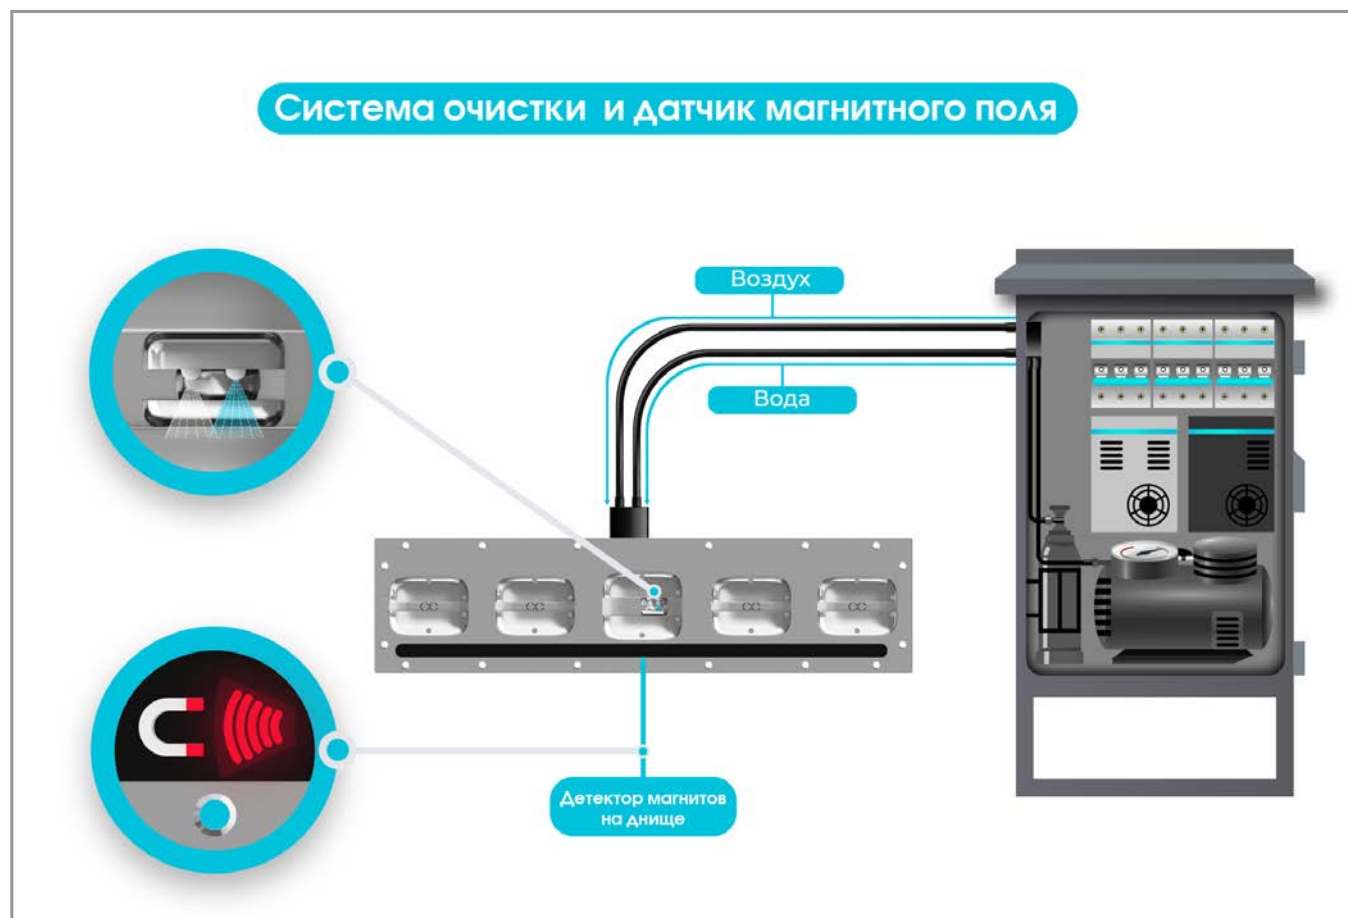 Система очистки и датчик магнитного поля
Воздух
Вода
Детектор магнитов
на днище